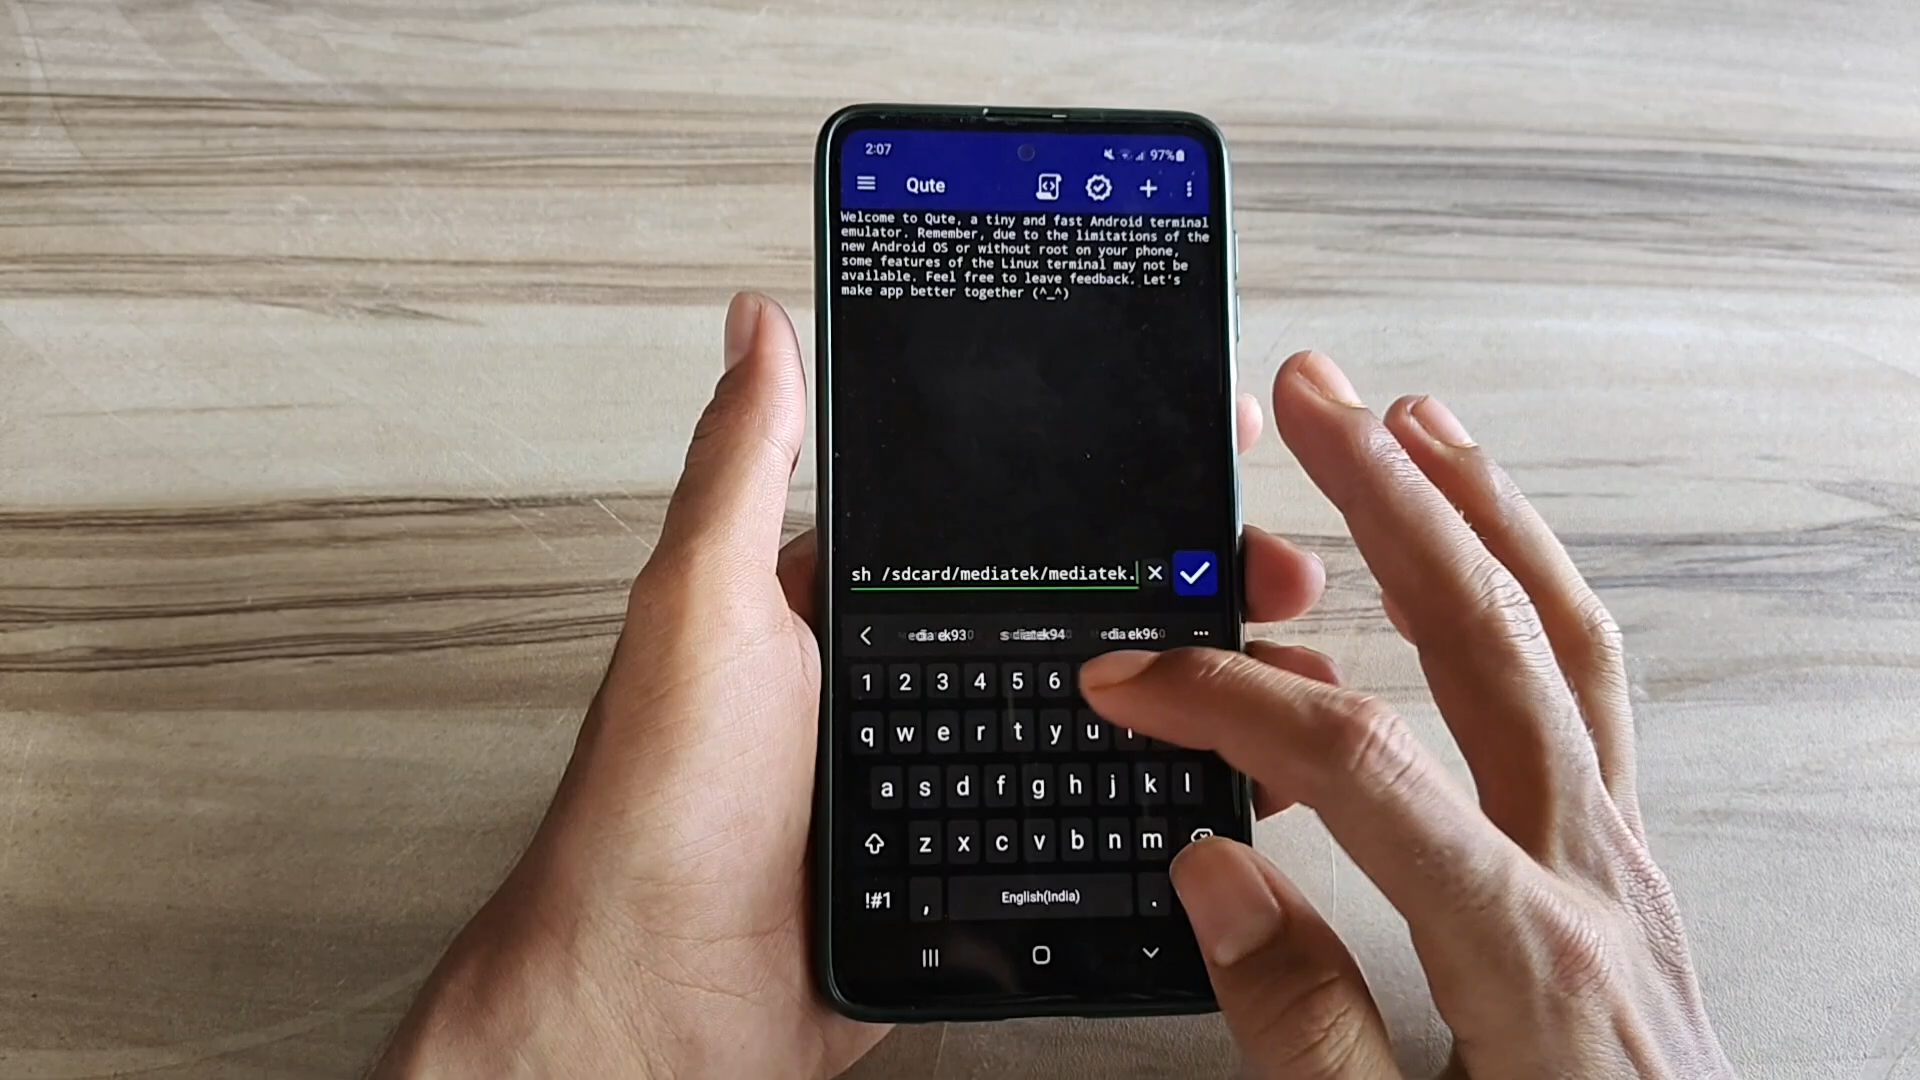 2:07
97%
Qute
Welcome to Qute, a tiny and fast Android terminal
emulator. Remember, due to the limitations of the
new Android OS or without root on your phone,
some features of the Linux terminal may not be
available. Feel free to leave feedback. Let's
make app better together (^_^)
sh /sdcard/mediatek/mediatek.
1 2 3 4 5 6
q w e r t y u
a s d f g h j k l
z x c v b n m
!#1 , English(India) .